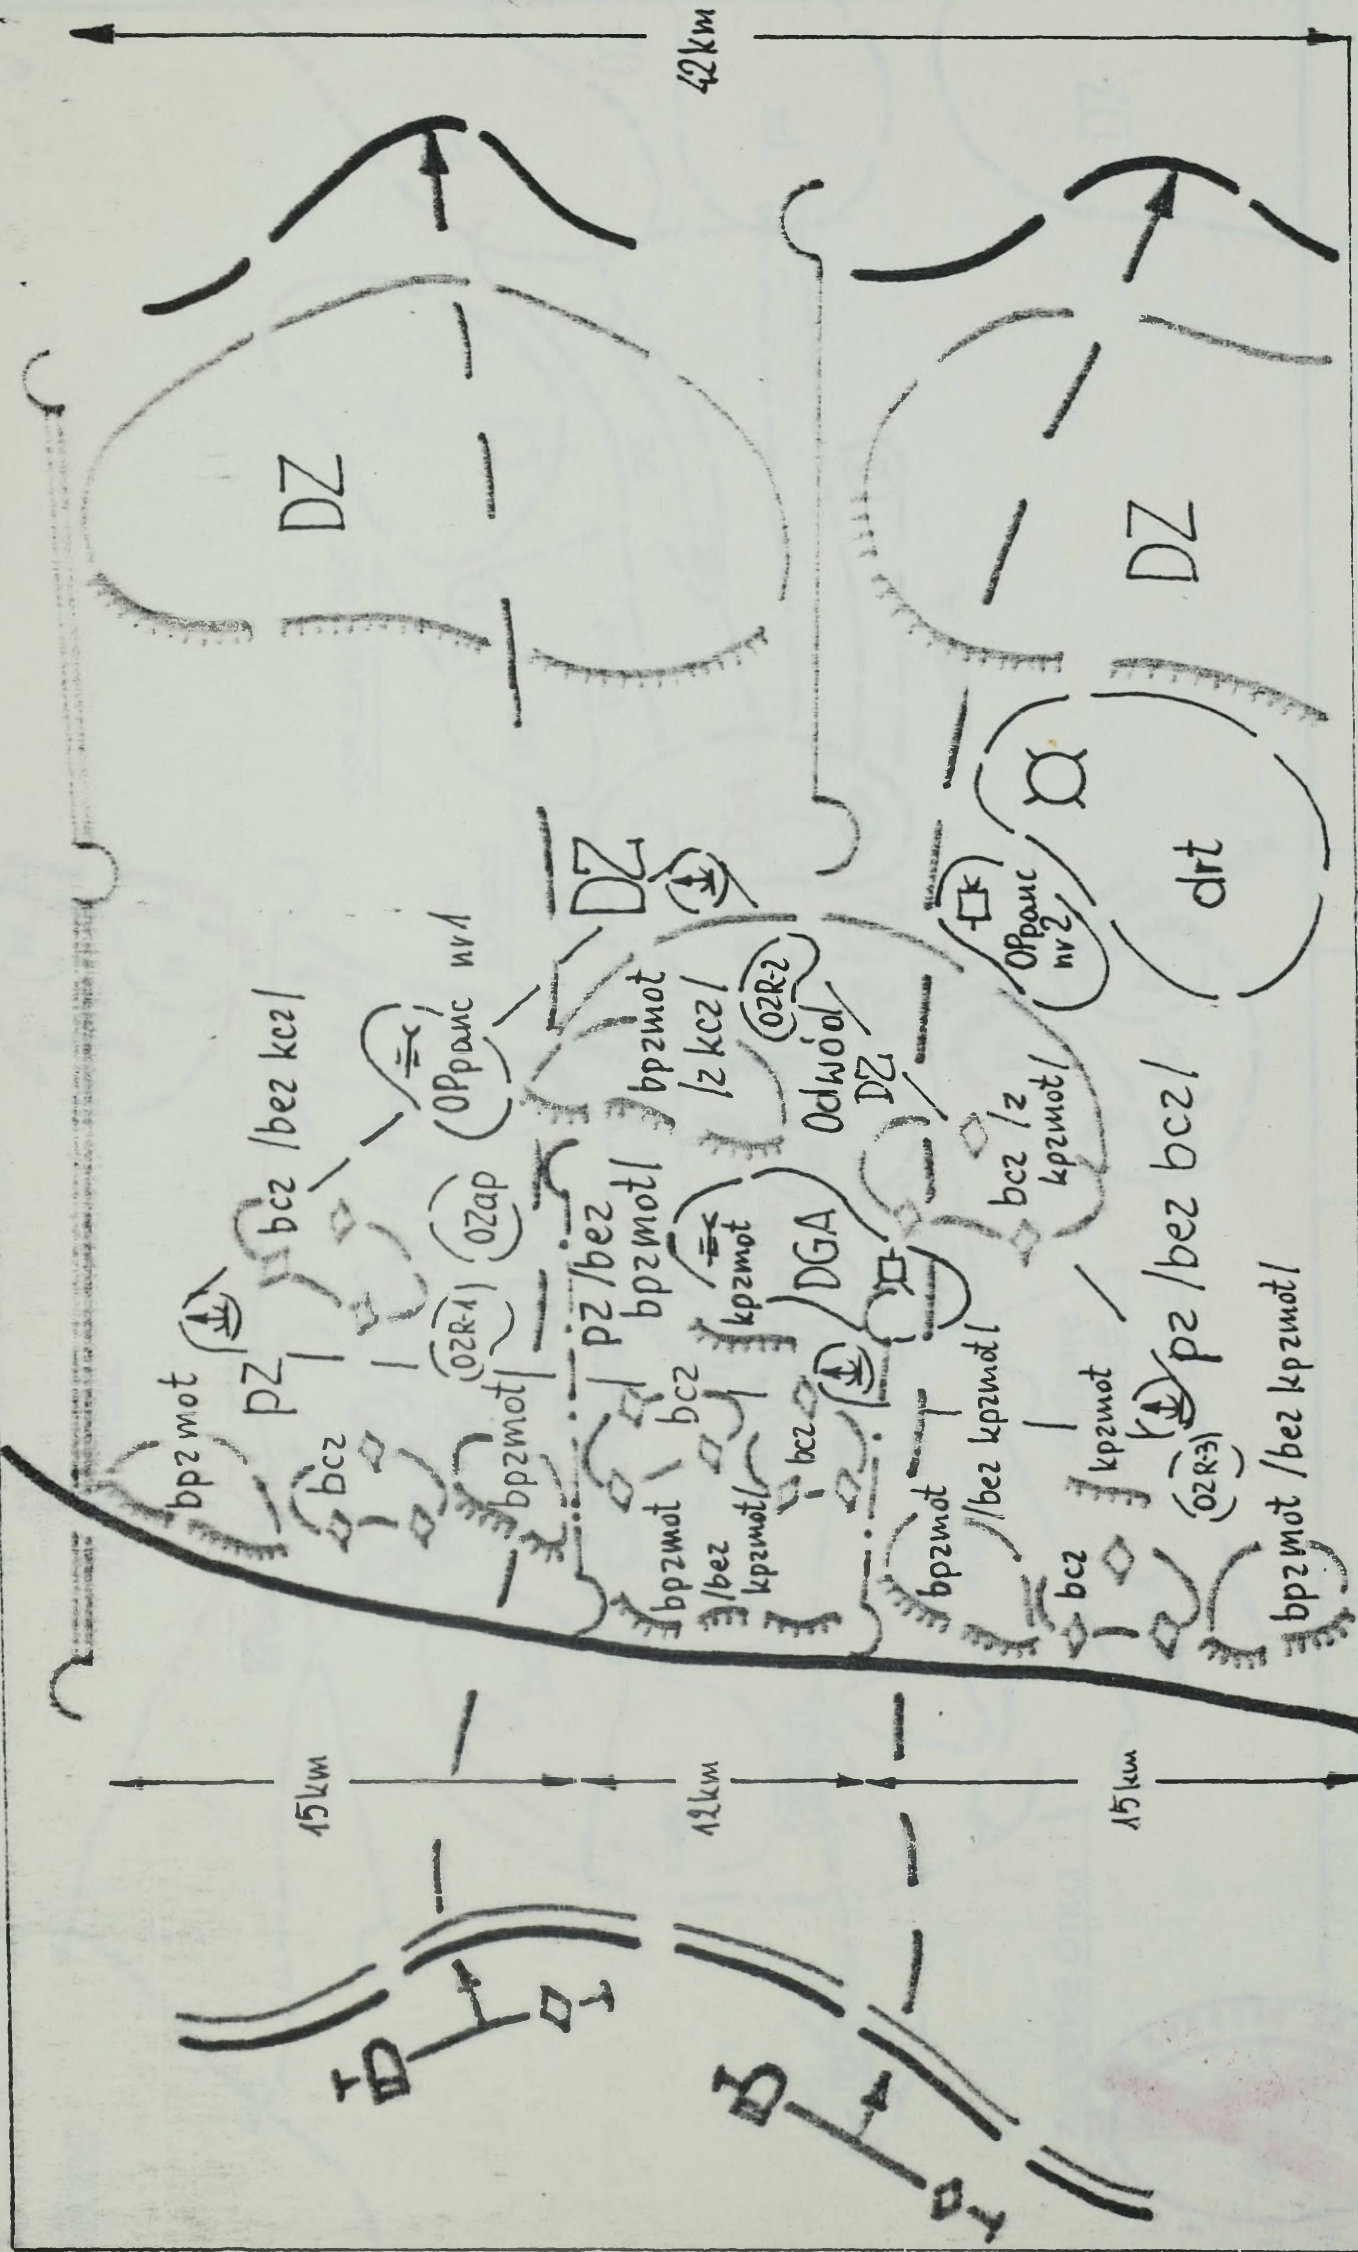 42km
DZ
DZ
DZ
bpzmot
pz
bcz /bez kcz/
OPpanc nr1
bcz
OZR-1
OZap
bpzmot
pz /bez
bpzmot/
bpzmot
/z kcz/
OZR-2
Odwód
DZ
bcz
kpzmot
DGA
bpzmot
/bez
kpzmot/
bcz
OPpanc
nr 2
drt
bcz /z
kpzmot/
bpzmot
/bez kpzmot/
pz /bez bcz/
kpzmot
OZR-3
bcz
bpzmot /bez kpzmot/
15km
12km
15km